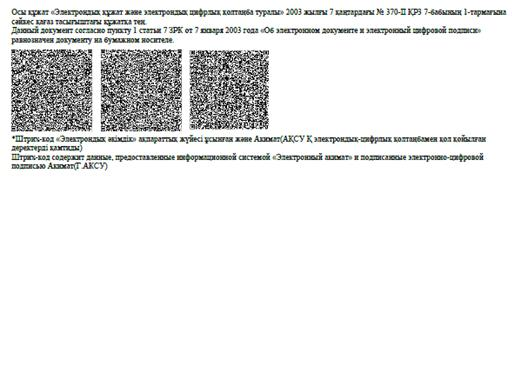 Осы құжат «Электрондық құжат және электрондық цифрлық қолтаңба туралы» 2003 жылғы 7 қаңтардағы № 370-II ҚРЗ 7-бабының 1-тармағына
сәйкес қағаз тасығыштағы құжатқа тең.
Данный документ согласно пункту 1 статьи 7 ЗРК от 7 января 2003 года «Об электронном документе и электронный цифровой подписи»
равнозначен документу на бумажном носителе.
*Штрих-код «Электрондық әкімдік» ақпараттық жүйесі ұсынған және Акимат(АҚСУ Қ электрондық-цифрлық қолтаңбамен қол қойылған
деректерді қамтиды)
Штрих-код содержит данные, предоставленные информационной системой «Электронный акимат» и подписанные электронно-цифровой
подписью Акимат(Г.АКСУ)